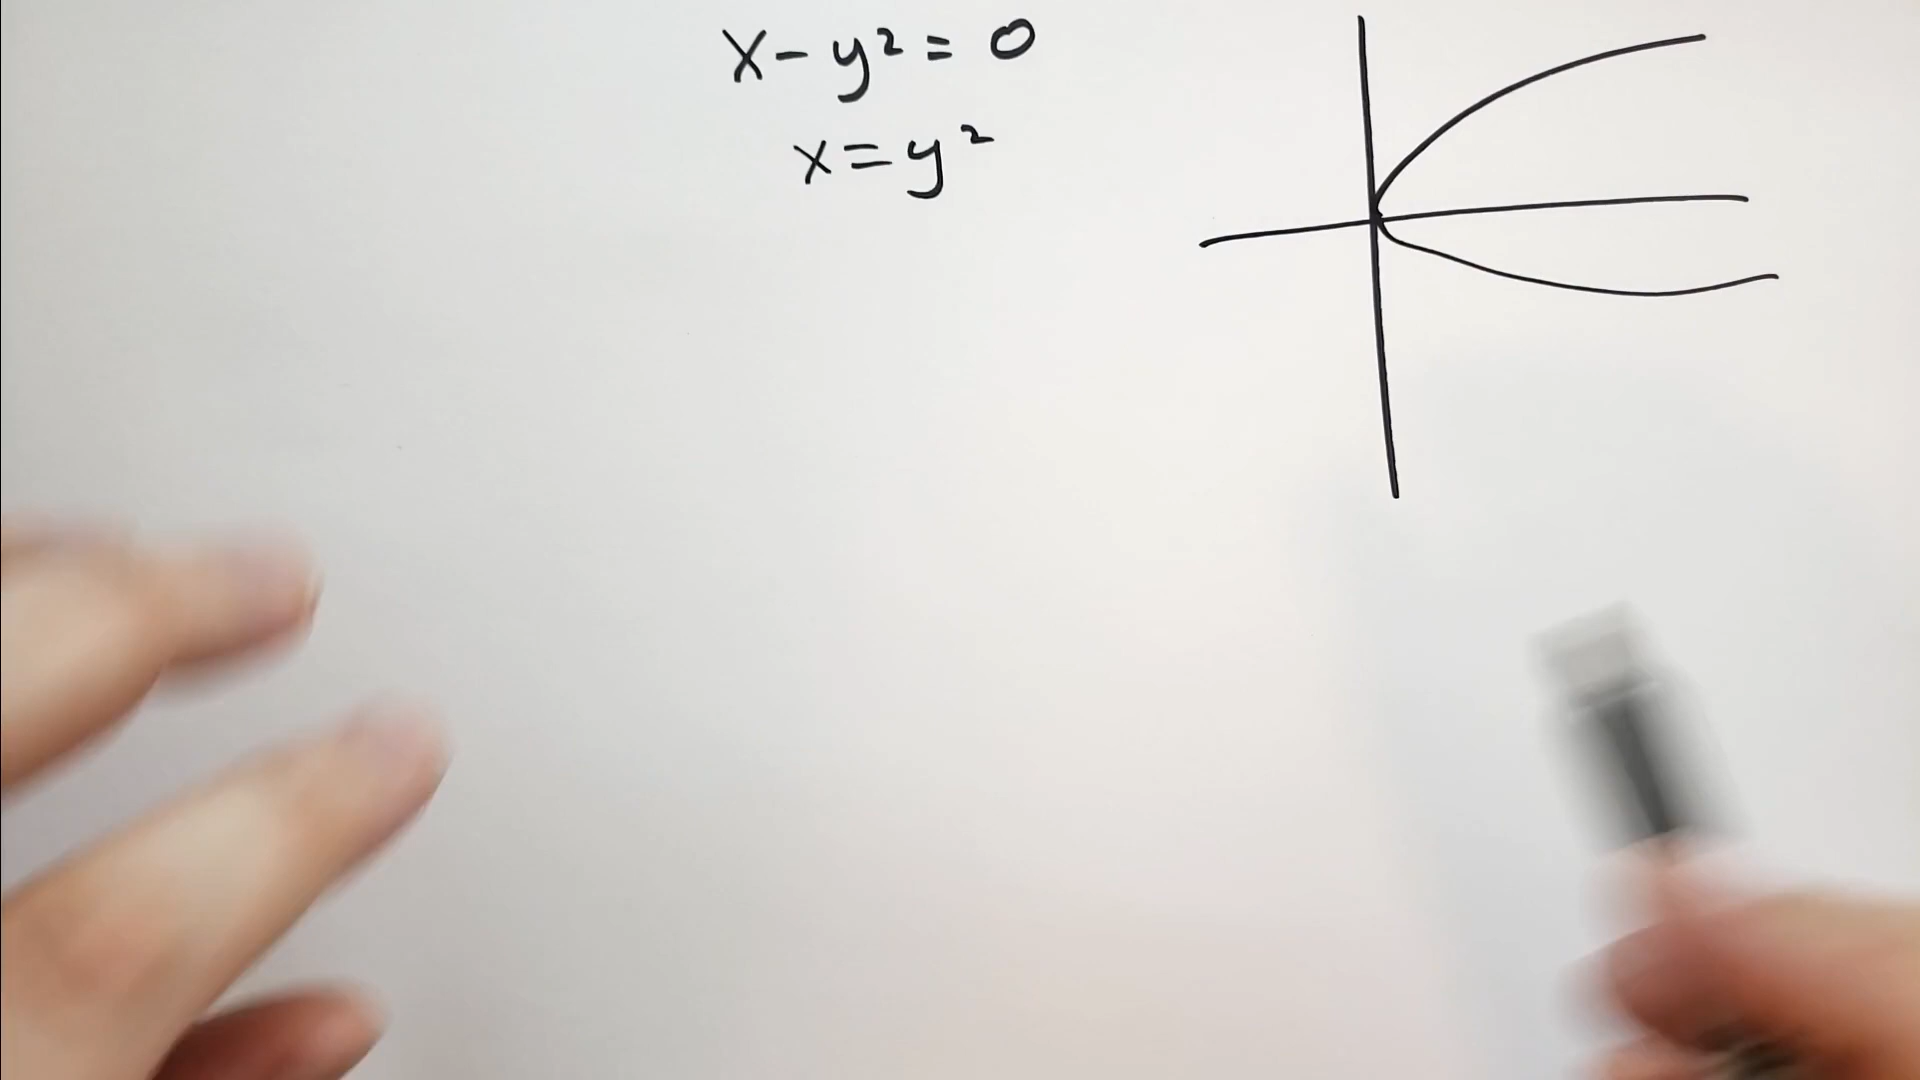 x - y² = 0
x = y²